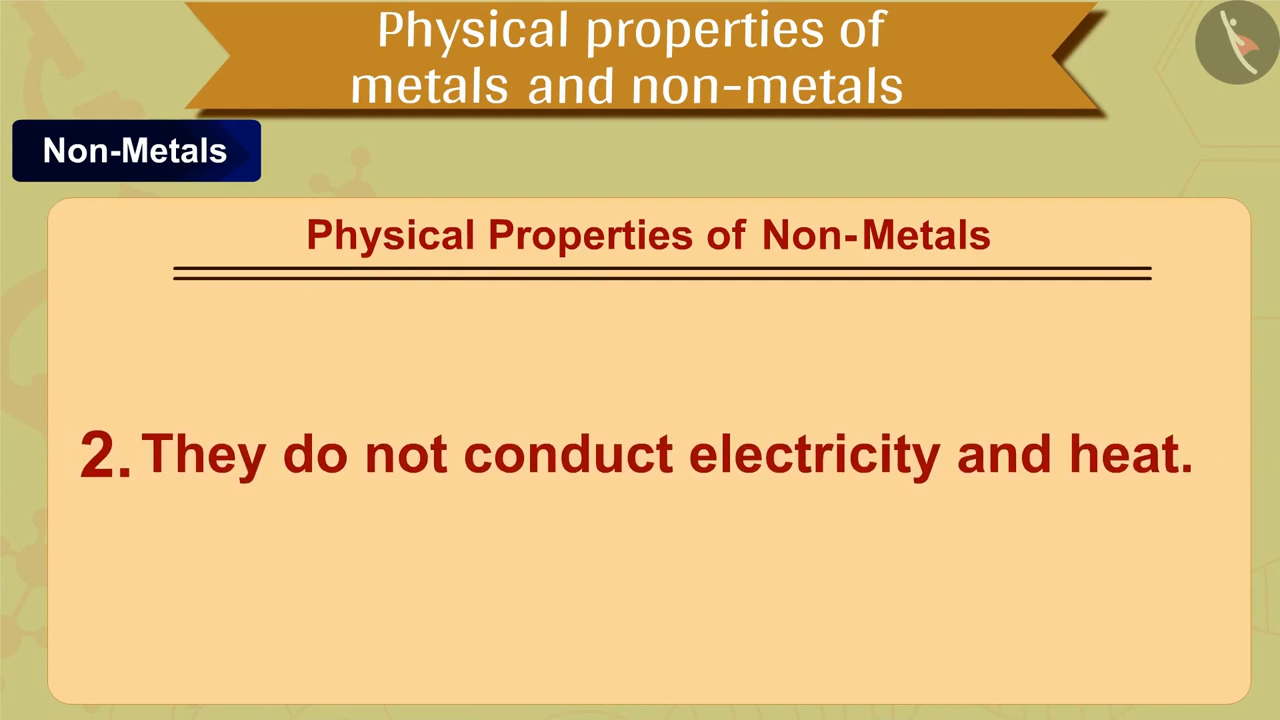 Physical properties of
metals and non-metals
Non-Metals
Physical Properties of Non-Metals
2. They do not conduct electricity and heat.